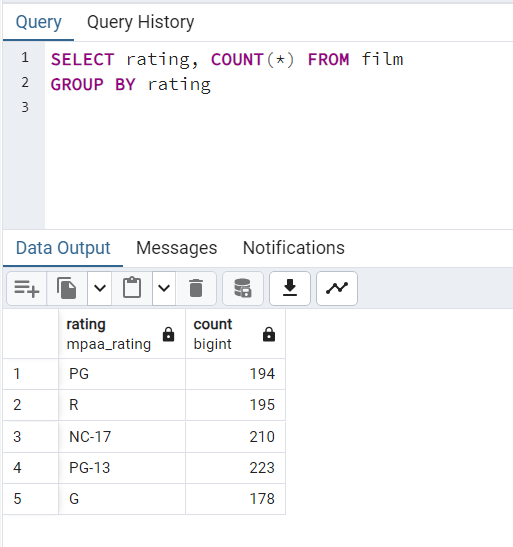 Query Query History
1 SELECT rating, COUNT(*) FROM film
2 GROUP BY rating
3
Data Output Messages Notifications
rating count
mpaa_rating bigint
1 PG 194
2 R 195
3 NC-17 210
4 PG-13 223
5 G 178